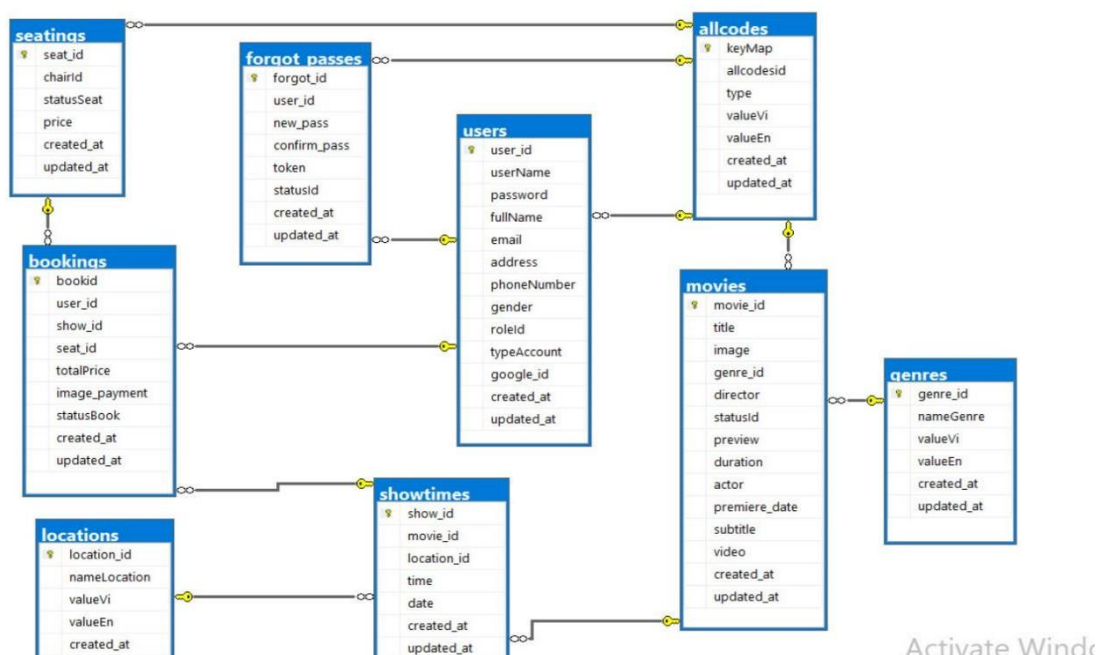 seatings
seat_id
chairId
statusSeat
price
created_at
updated_at
forgot_passes
forgot_id
user_id
new_pass
confirm_pass
token
statusId
created_at
updated_at
users
user_id
userName
password
fullName
email
address
phoneNumber
gender
roleId
typeAccount
google_id
created_at
updated_at
allcodes
keyMap
allcodesid
type
valueVi
valueEn
created_at
updated_at
bookings
bookid
user_id
show_id
seat_id
totalPrice
image_payment
statusBook
created_at
updated_at
movies
movie_id
title
image
genre_id
director
statusId
preview
duration
actor
premiere_date
subtitle
video
created_at
updated_at
genres
genre_id
nameGenre
valueVi
valueEn
created_at
updated_at
locations
location_id
nameLocation
valueVi
valueEn
created_at
showtimes
show_id
movie_id
location_id
time
date
created_at
updated_at
Activate Windo